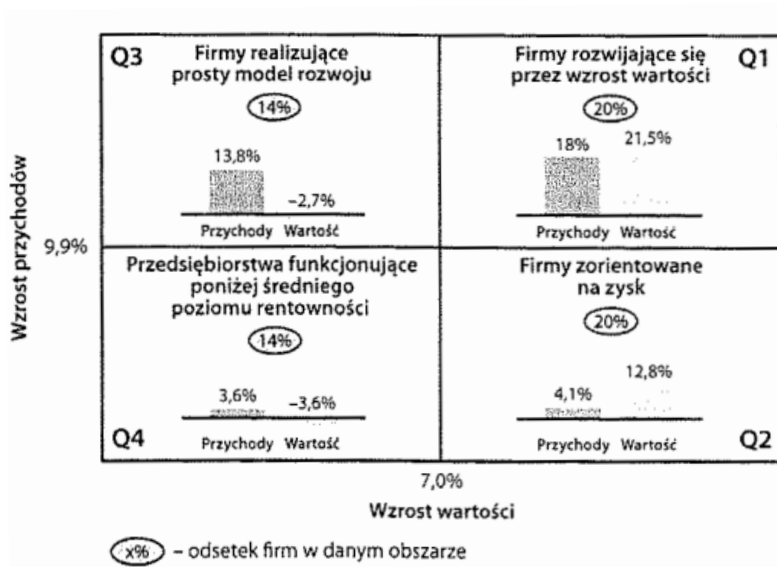 Q3
Firmy realizujące
prosty model rozwoju
14%
13,8%
–2,7%
Przychody Wartość
Firmy rozwijające się
przez wzrost wartości
Q1
20%
18%
21,5%
Przychody Wartość
Wzrost przychodów
9,9%
Przedsiębiorstwa funkcjonujące
poniżej średniego
poziomu rentowności
14%
3,6%
–3,6%
Przychody Wartość
Q4
Firmy zorientowane
na zysk
20%
4,1%
12,8%
Przychody Wartość
Q2
7,0%
Wzrost wartości
x% – odsetek firm w danym obszarze